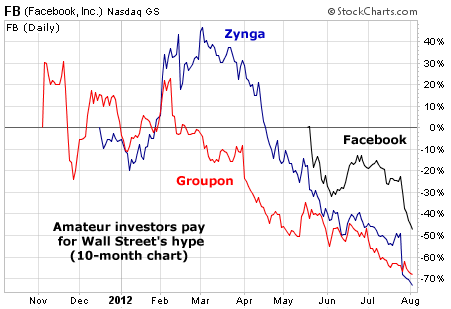 FB (Facebook, Inc.) Nasdaq GS
© StockCharts.com
FB (Daily)
Zynga
40%
30%
20%
10%
0%
Facebook
-10%
-20%
Groupon
-30%
-40%
Amateur investors pay
for Wall Street's hype
(10-month chart)
-50%
-60%
-70%
Nov Dec 2012 Feb Mar Apr May Jun Jul Aug